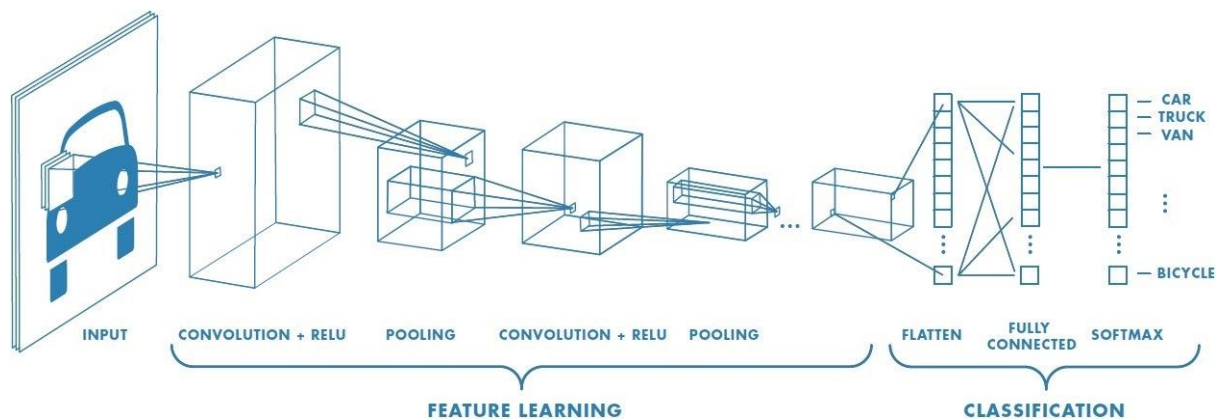 CAR
TRUCK
VAN
BICYCLE
INPUT
CONVOLUTION + RELU
POOLING
CONVOLUTION + RELU
POOLING
FLATTEN
FULLY
CONNECTED
SOFTMAX
FEATURE LEARNING
CLASSIFICATION